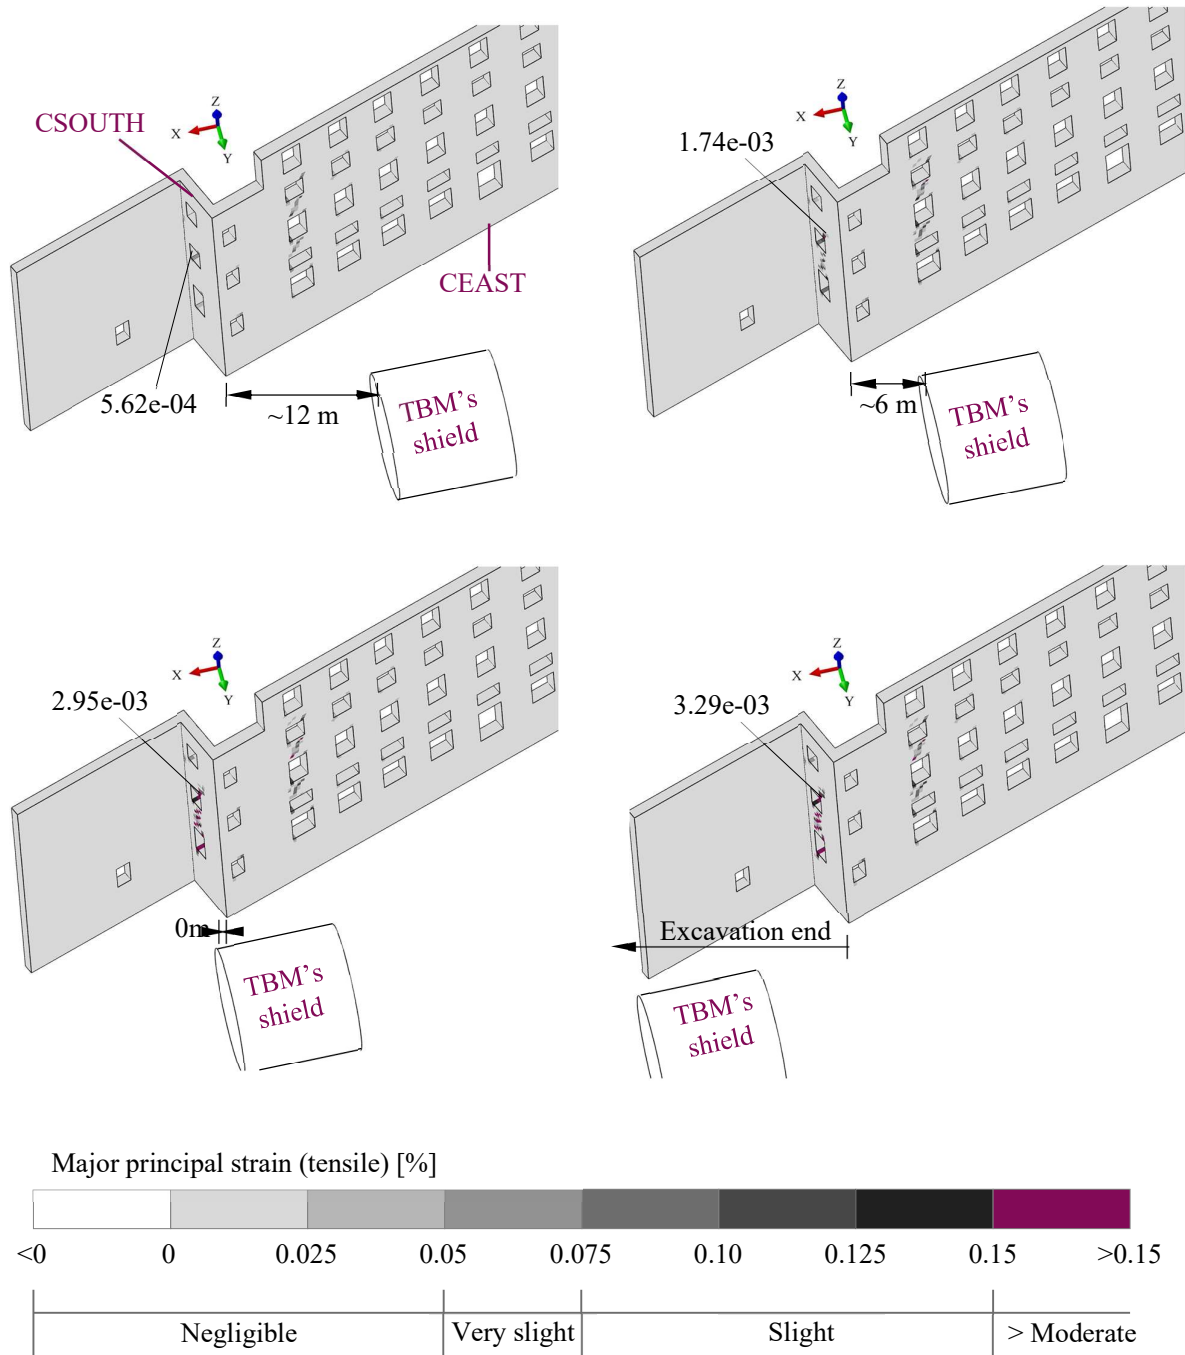 Z
X
Y
CSOUTH
CEAST
5.62e-04
~12 m
TBM's
shield
Z
X
Y
1.74e-03
~6 m
TBM's
shield
Z
X
Y
2.95e-03
0m
TBM's
shield
Z
X
Y
3.29e-03
Excavation end
TBM's
shield
Major principal strain (tensile) [%]
<0 0 0.025 0.05 0.075 0.10 0.125 0.15 >0.15
Negligible Very slight Slight > Moderate